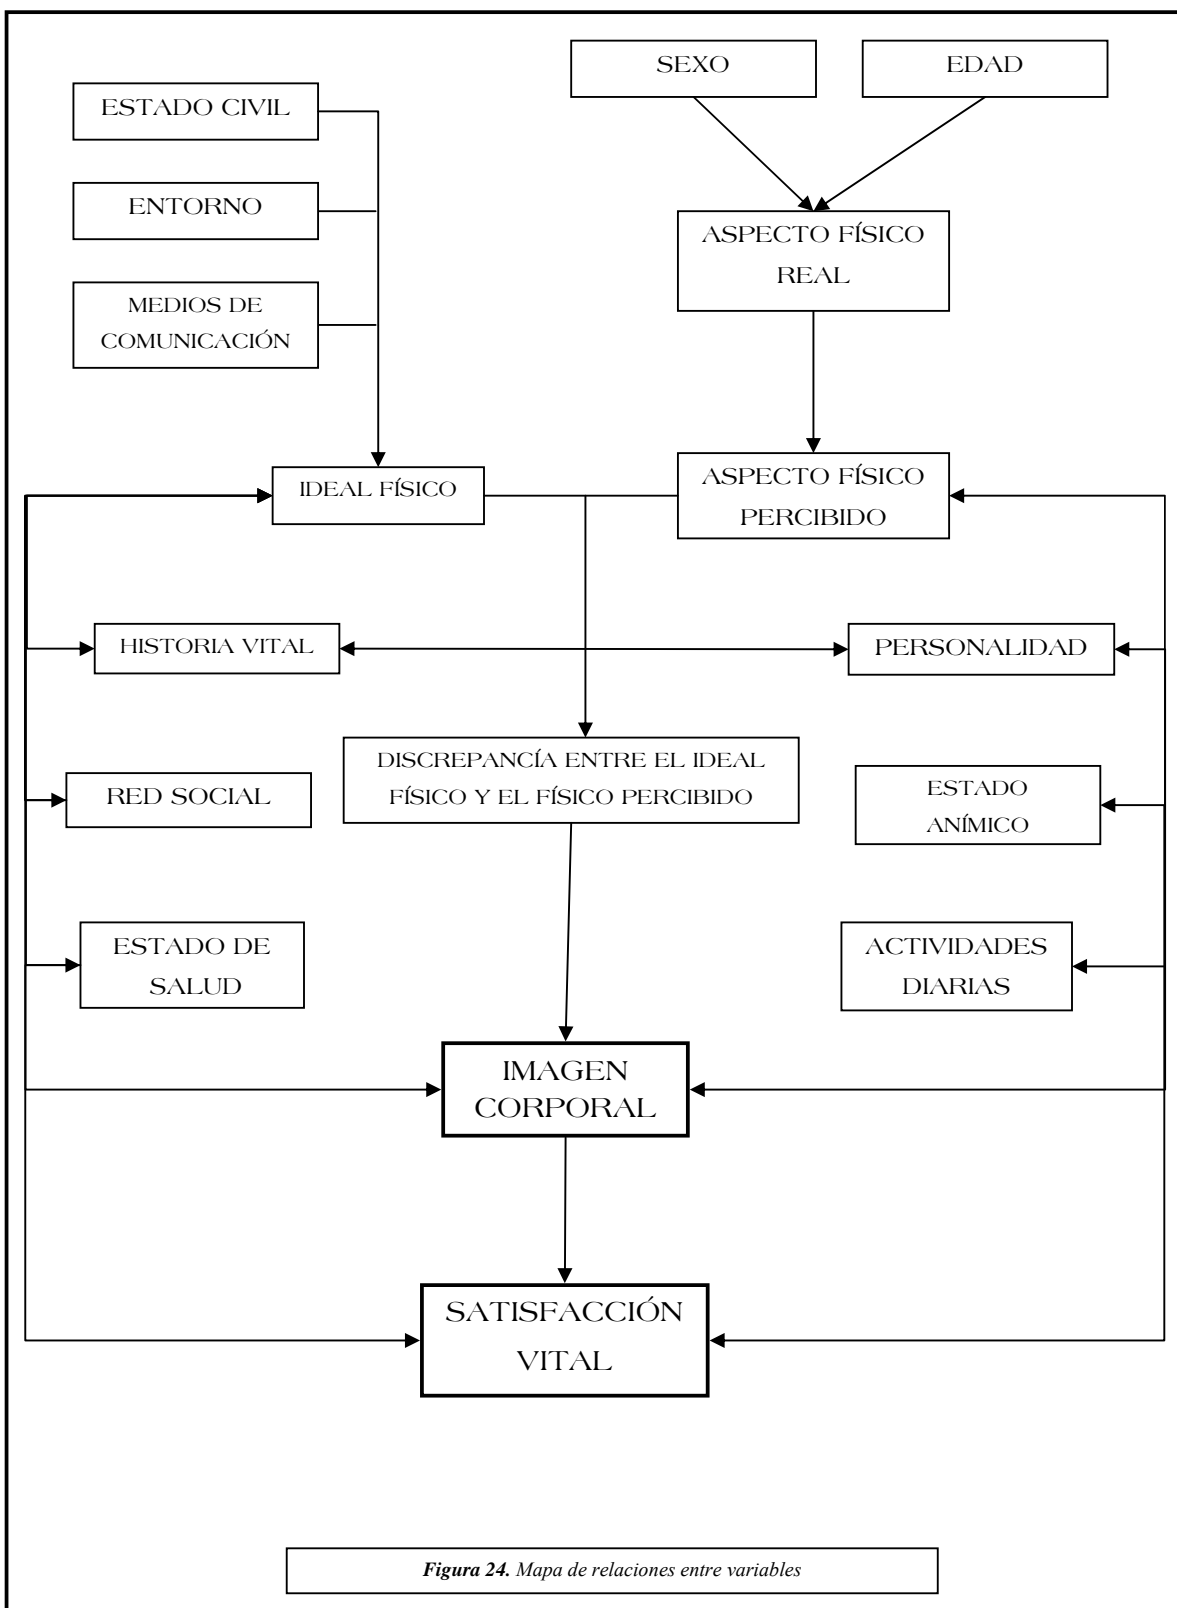 SEXO
EDAD
ESTADO CIVIL
ENTORNO
ASPECTO FÍSICO
REAL
MEDIOS DE
COMUNICACIÓN
IDEAL FÍSICO
ASPECTO FÍSICO
PERCIBIDO
HISTORIA VITAL
PERSONALIDAD
DISCREPANCÍA ENTRE EL IDEAL
FÍSICO Y EL FÍSICO PERCIBIDO
RED SOCIAL
ESTADO
ANÍMICO
ESTADO DE
SALUD
ACTIVIDADES
DIARIAS
IMAGEN
CORPORAL
SATISFACCIÓN
VITAL
Figura 24. Mapa de relaciones entre variables